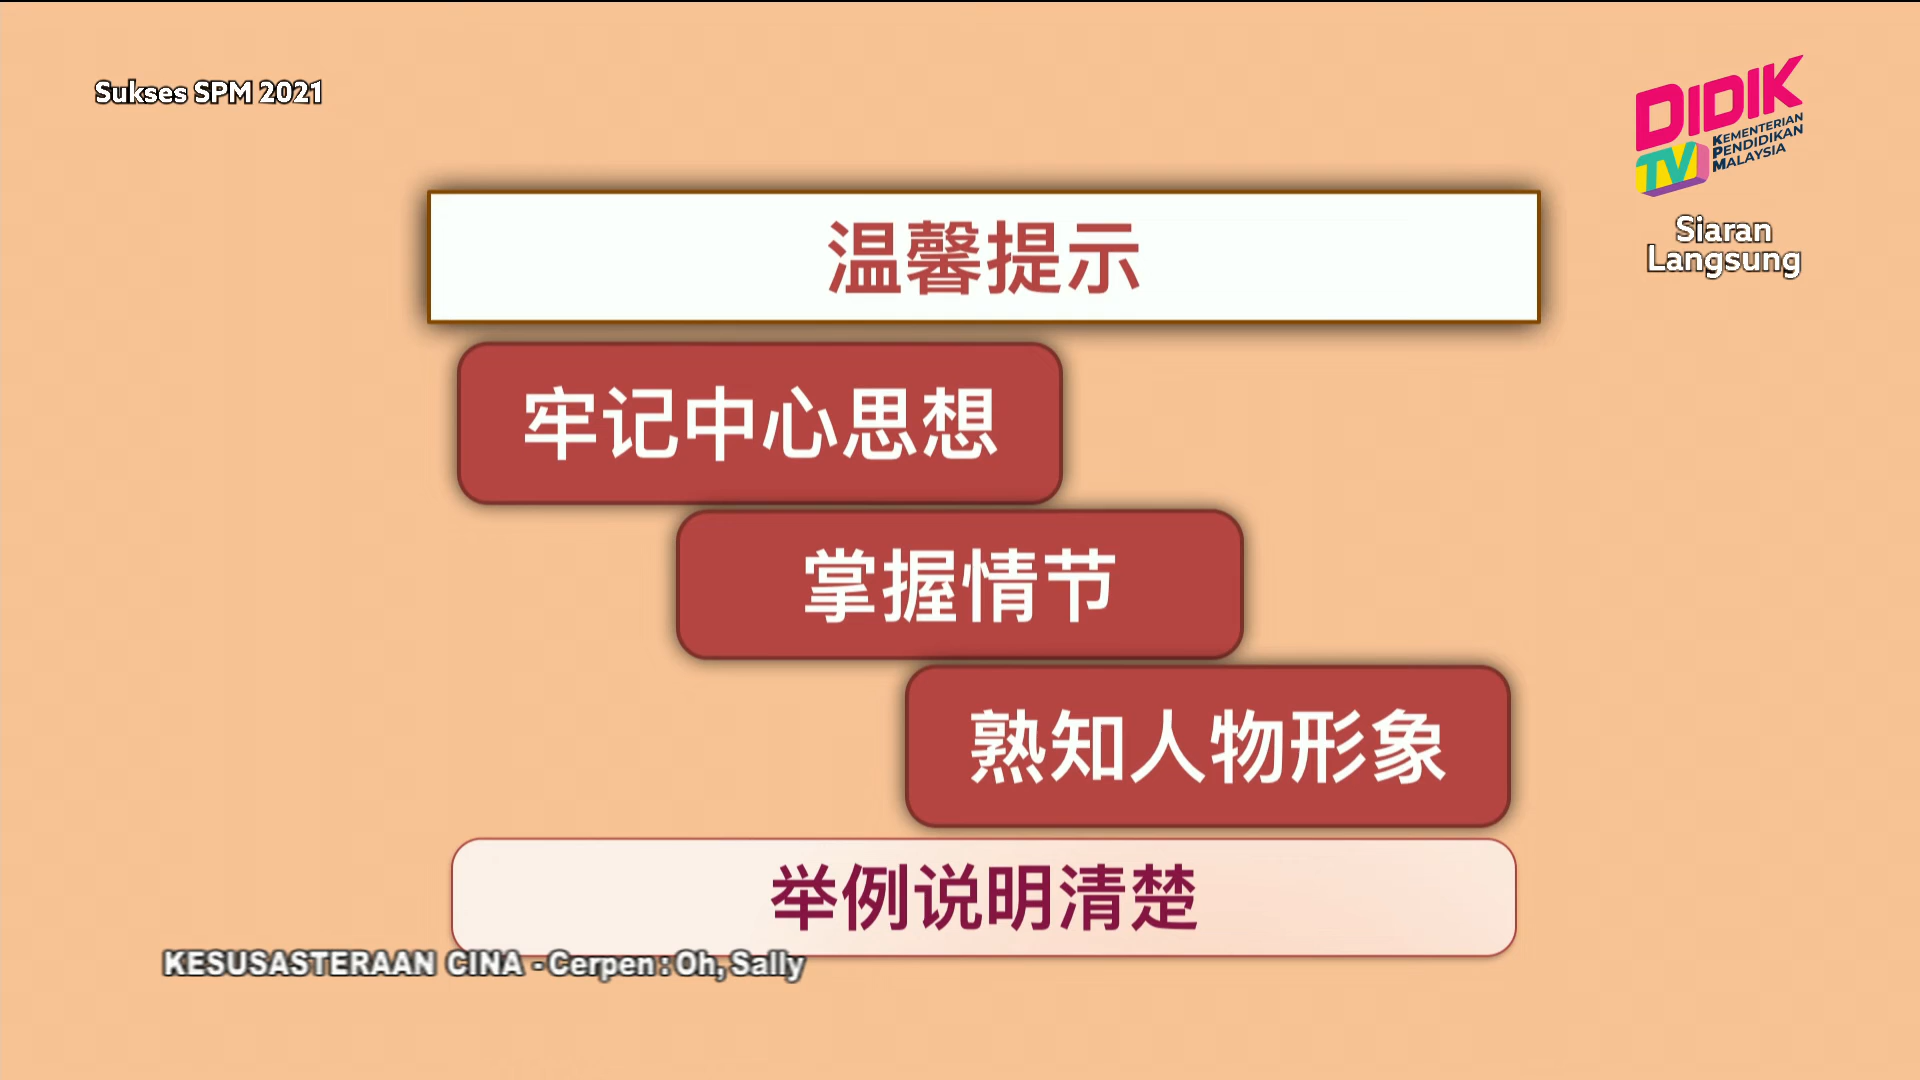 Sukses SPM 2021
DIDIK
TV
KEMENTERIAN
PENDIDIKAN
MALAYSIA
Siaran
Langsung
温馨提示
牢记中心思想
掌握情节
熟知人物形象
举例说明清楚
KESUSASTERAAN CINA - Cerpen : Oh, Sally